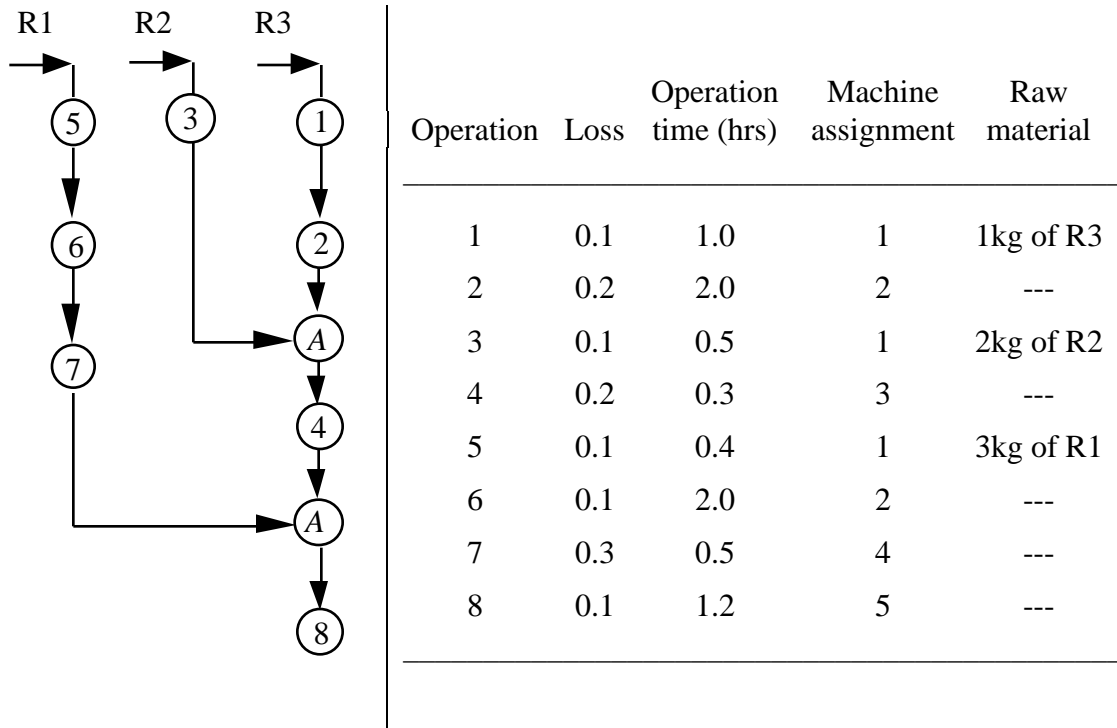 R1 R2 R3
5 3 1
6 2
A
7
4
A
8
Operation Machine Raw
Operation Loss time (hrs) assignment material
1 0.1 1.0 1 1kg of R3
2 0.2 2.0 2 ---
3 0.1 0.5 1 2kg of R2
4 0.2 0.3 3 ---
5 0.1 0.4 1 3kg of R1
6 0.1 2.0 2 ---
7 0.3 0.5 4 ---
8 0.1 1.2 5 ---